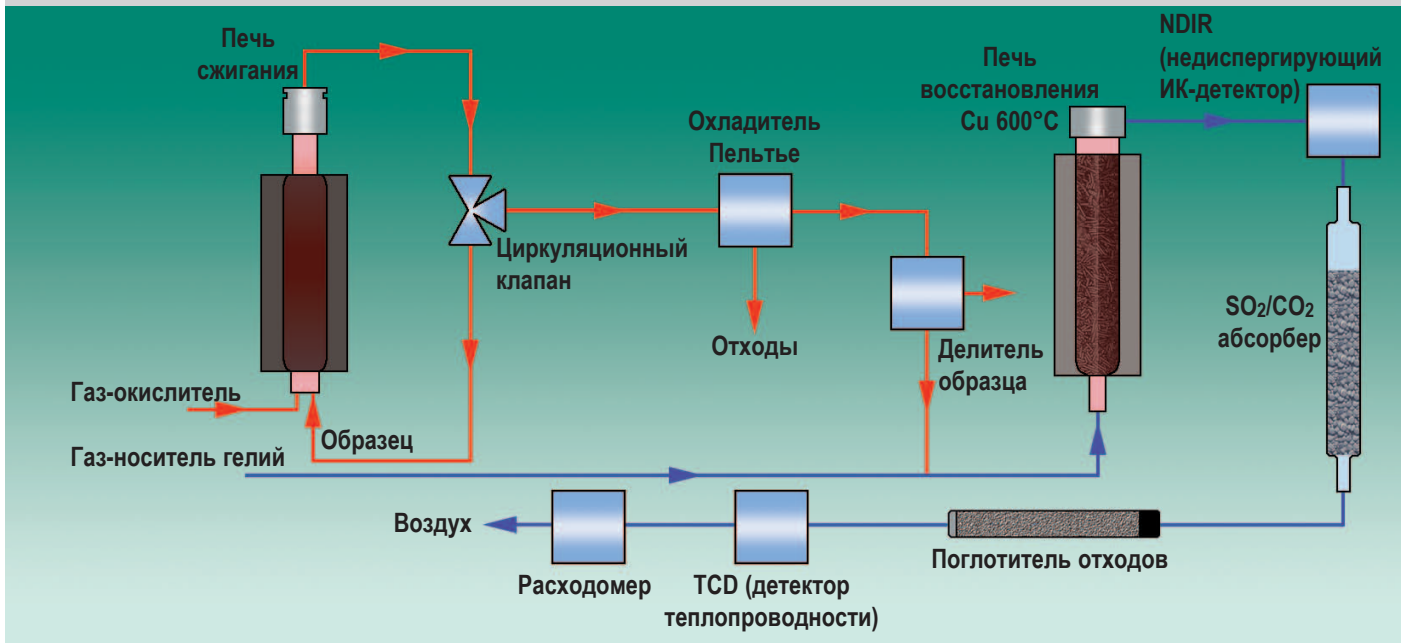 Печь
сжигания
NDIR
(недиспергирующий
ИК-детектор)
Печь
восстановления
Cu 600°C
Охладитель
Пельтье
Циркуляционный
клапан
SO2/CO2
абсорбер
Отходы
Делитель
образца
Газ-окислитель
Образец
Газ-носитель гелий
Воздух
Поглотитель отходов
Расходомер
TCD (детектор
теплопроводности)